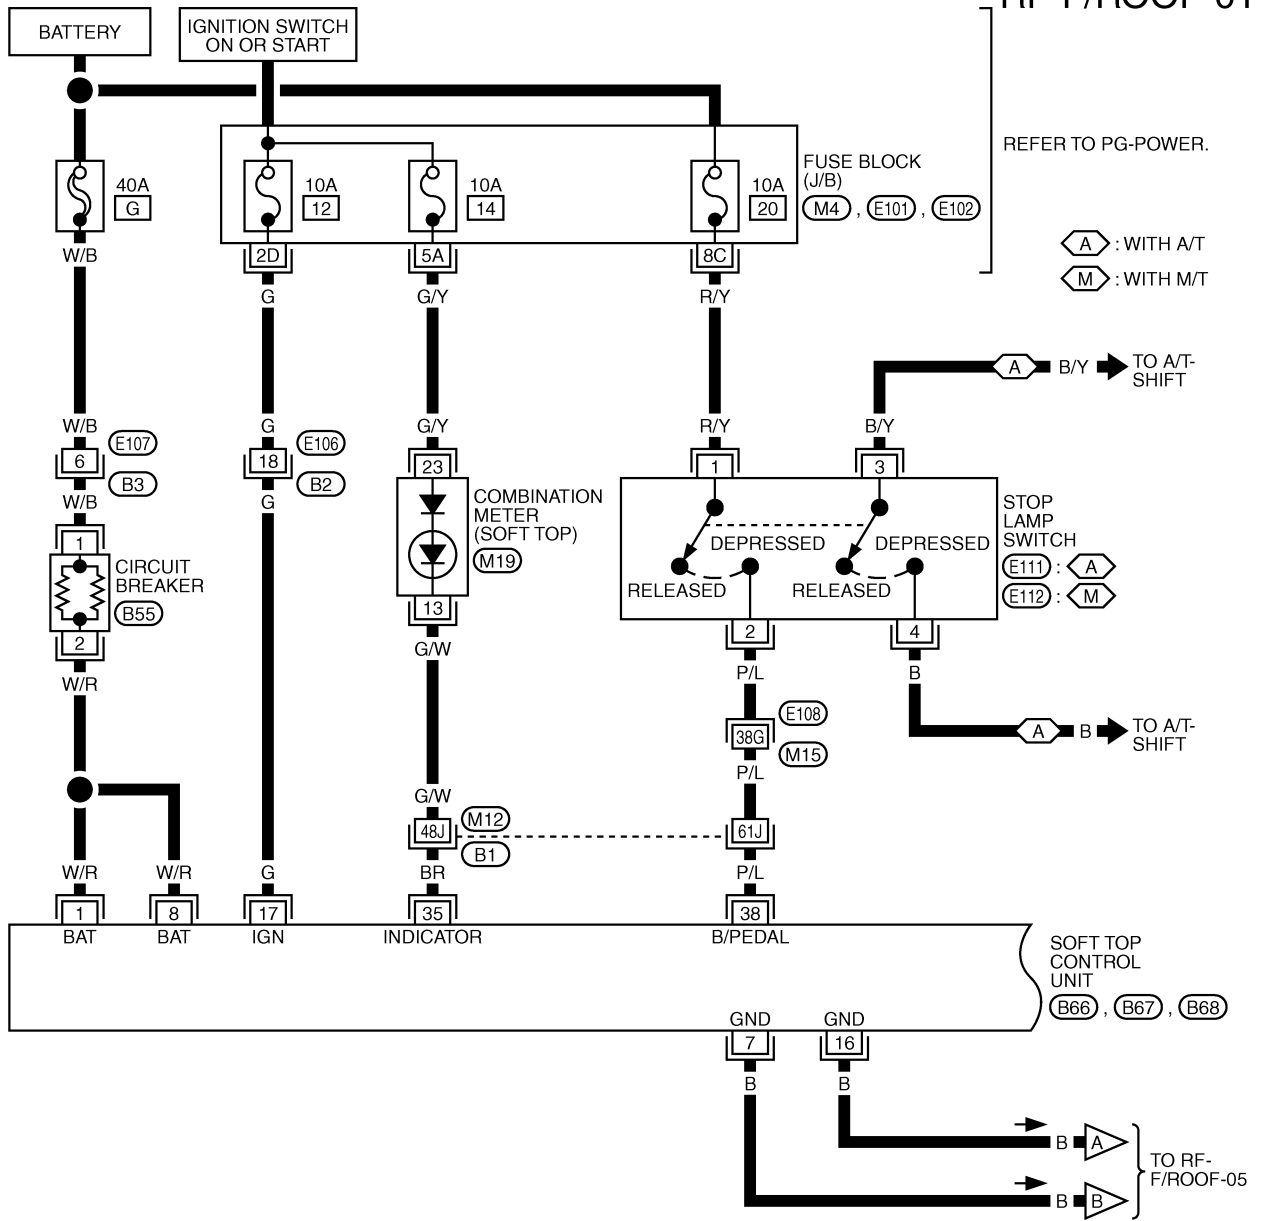 RF-F/ROOF-01
BATTERY
IGNITION SWITCH
ON OR START
REFER TO PG-POWER.
40A
G
10A
12
10A
14
10A
20
FUSE BLOCK
(J/B)
M4 , E101 , E102
A : WITH A/T
M : WITH M/T
W/B
2D
5A
8C
G
G/Y
R/Y
A
B/Y
TO A/T-
SHIFT
W/B
G
G/Y
R/Y
B/Y
6
E107
B3
18
E106
B2
23
1
3
W/B
G
COMBINATION
METER
(SOFT TOP)
M19
STOP
LAMP
SWITCH
E111 : A
E112 : M
DEPRESSED
DEPRESSED
RELEASED
RELEASED
1
CIRCUIT
BREAKER
B55
2
13
2
4
W/R
G/W
P/L
B
E108
38G
M15
A
B
TO A/T-
SHIFT
P/L
G/W
48J
M12
B1
61J
W/R
W/R
G
BR
P/L
1
8
17
35
38
BAT
BAT
IGN
INDICATOR
B/PEDAL
SOFT TOP
CONTROL
UNIT
B66 , B67 , B68
GND
GND
7
16
B
B
B
A
B
B
TO RF-
F/ROOF-05